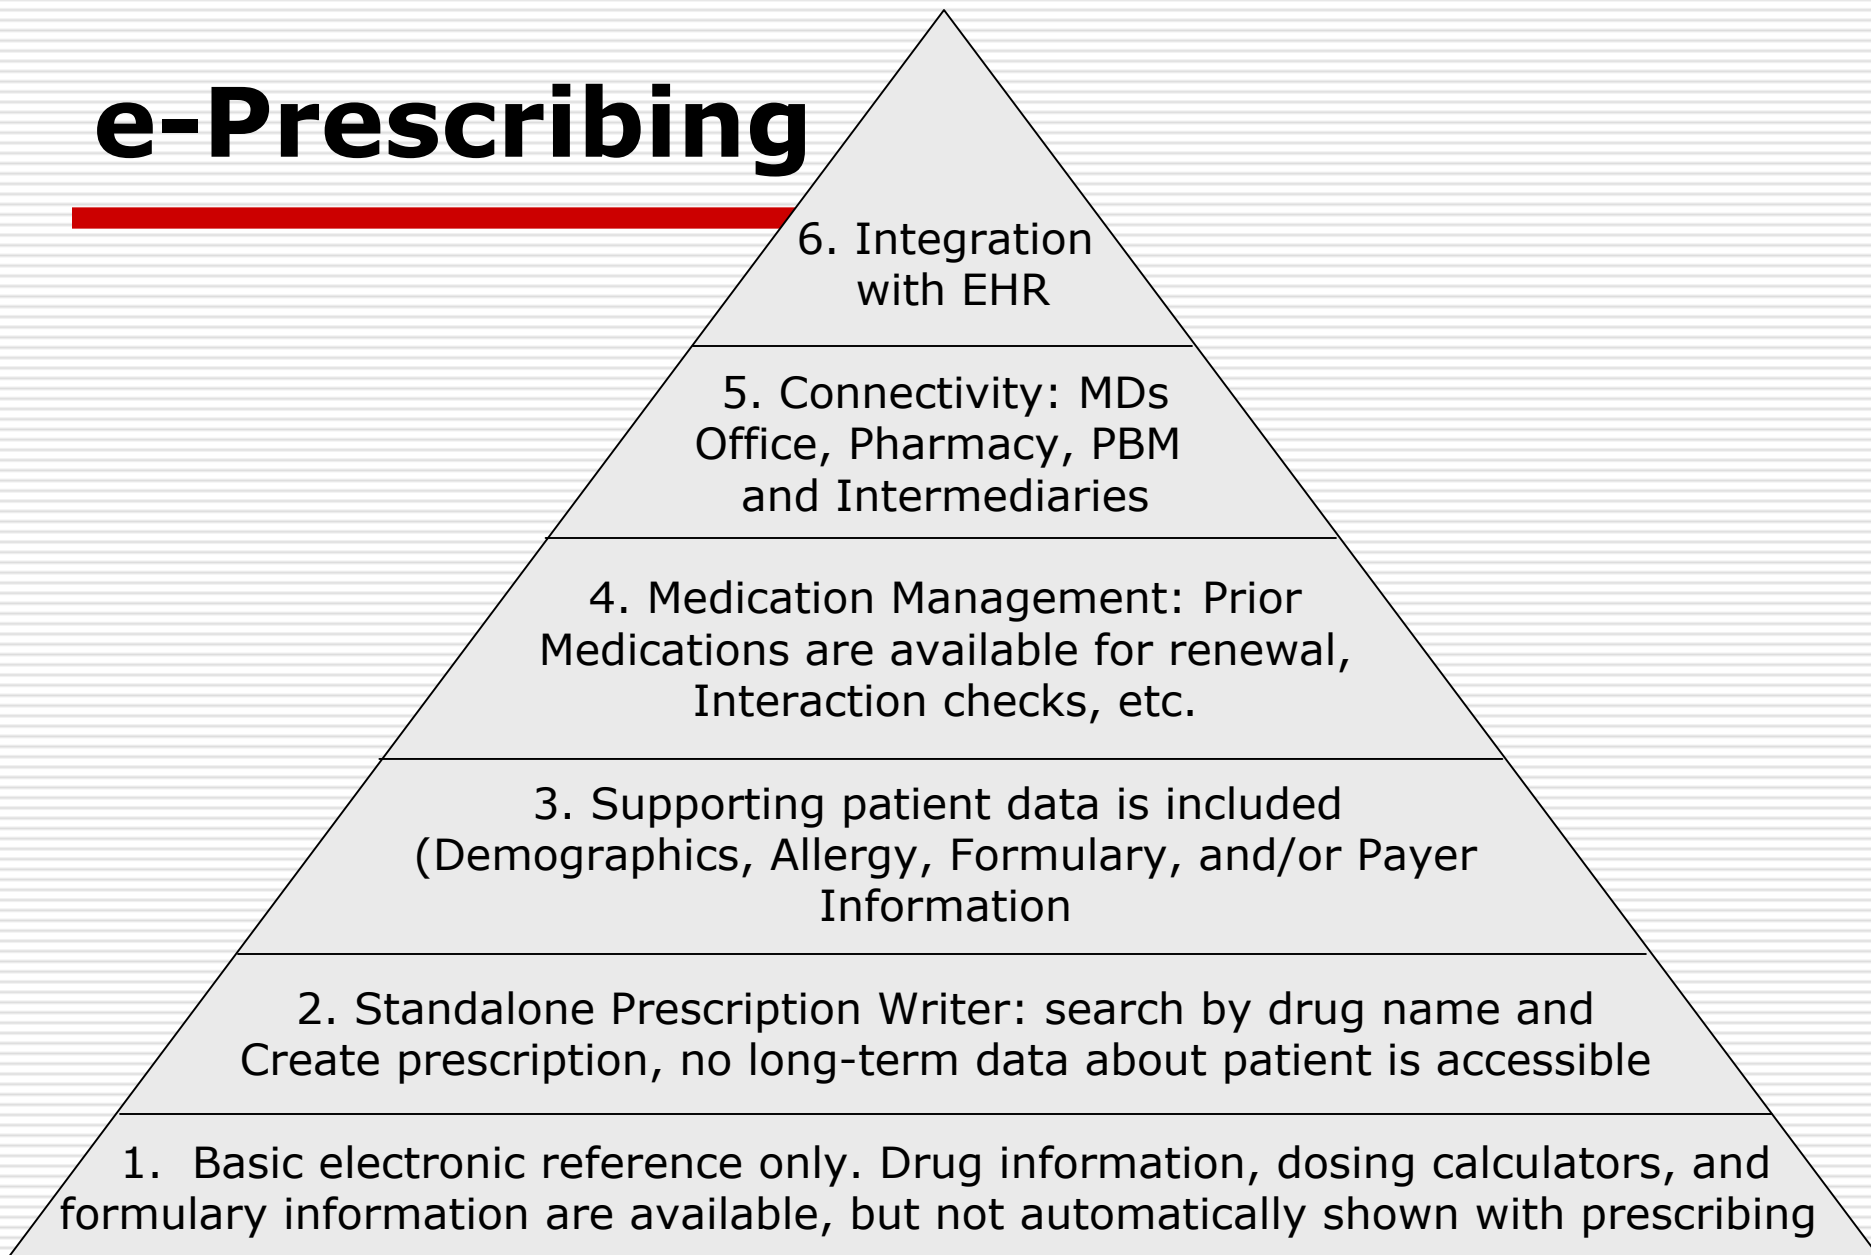 e-Prescribing
6. Integration
with EHR
5. Connectivity: MDs
Office, Pharmacy, PBM
and Intermediaries
4. Medication Management: Prior
Medications are available for renewal,
Interaction checks, etc.
3. Supporting patient data is included
(Demographics, Allergy, Formulary, and/or Payer
Information
2. Standalone Prescription Writer: search by drug name and
Create prescription, no long-term data about patient is accessible
1.  Basic electronic reference only. Drug information, dosing calculators, and
formulary information are available, but not automatically shown with prescribing